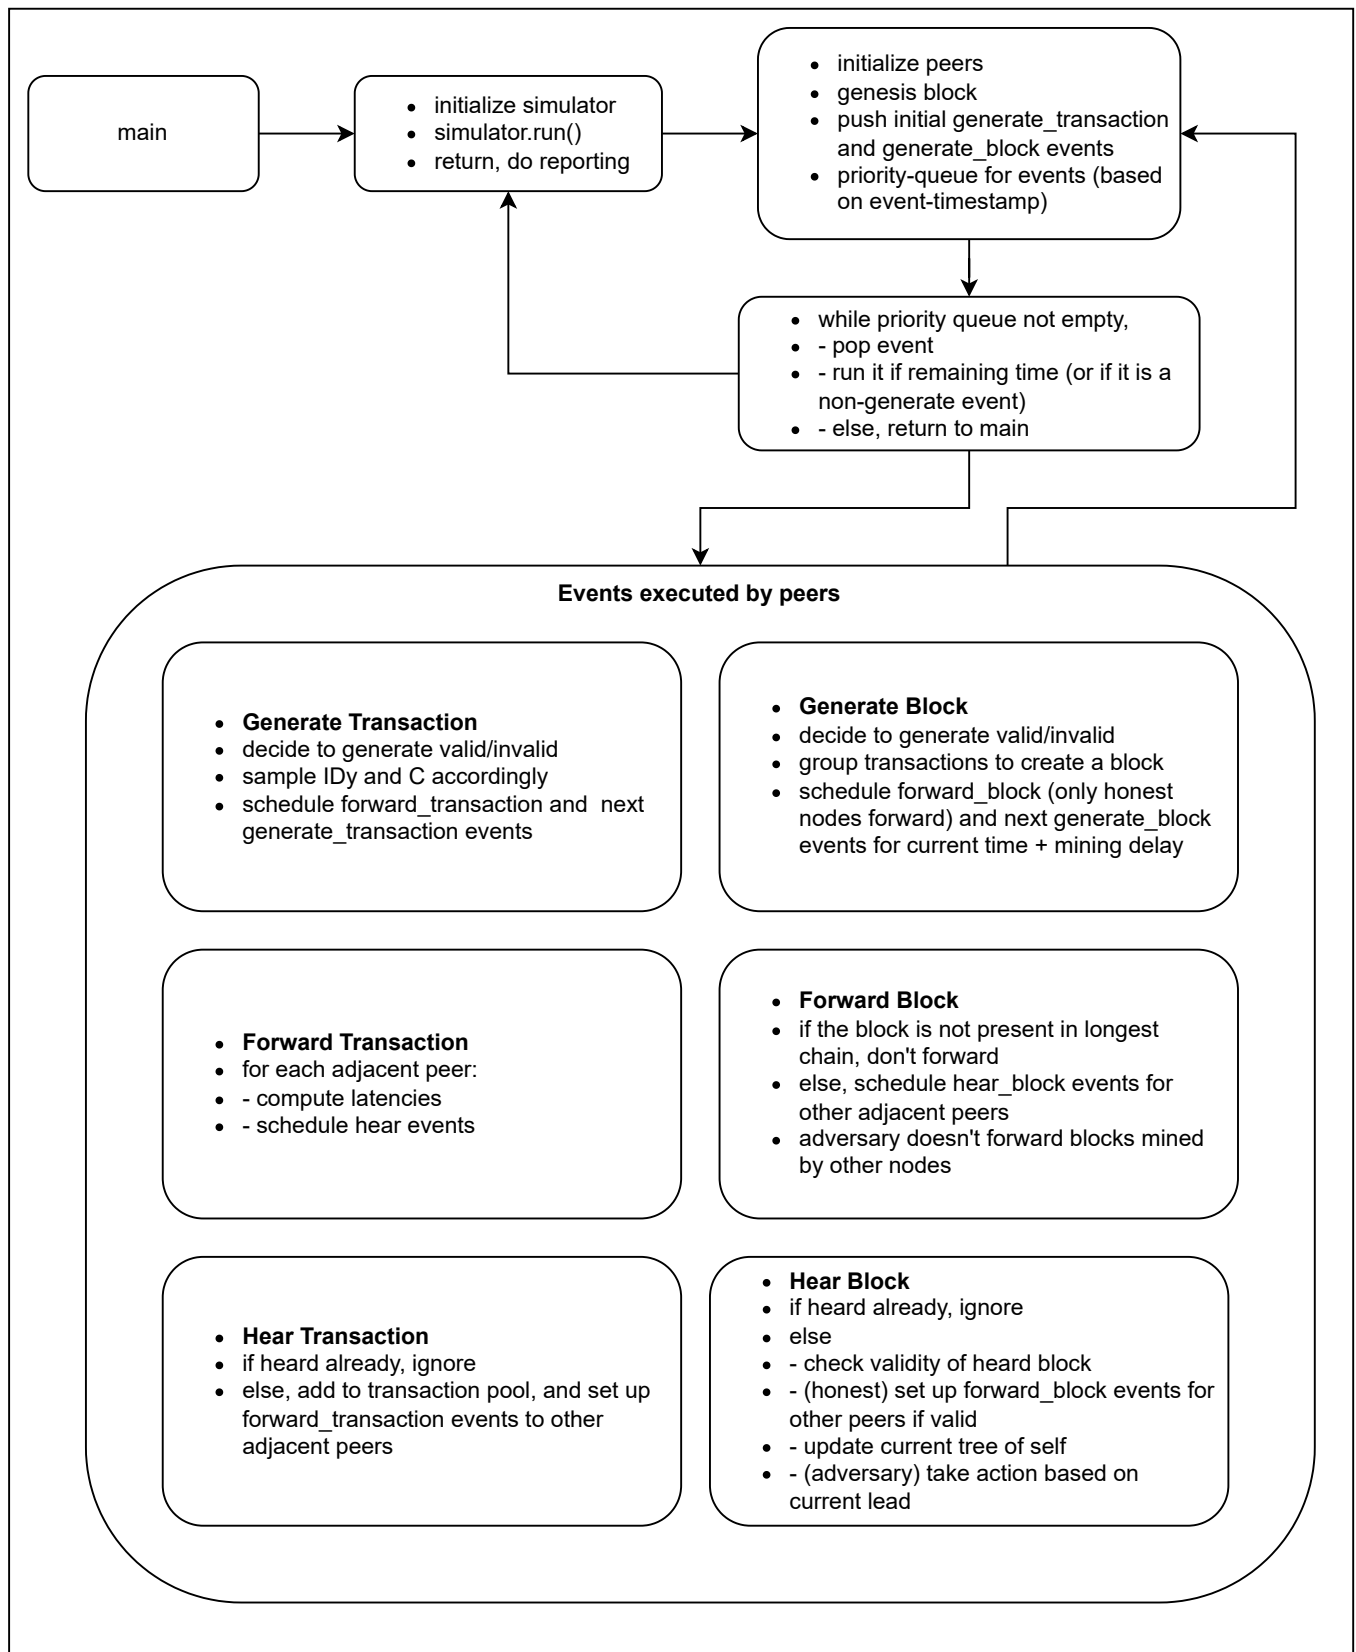 main
• initialize simulator
• simulator.run()
• return, do reporting
• initialize peers
• genesis block
• push initial generate_transaction
and generate_block events
• priority-queue for events (based
on event-timestamp)
• while priority queue not empty,
• - pop event
• - run it if remaining time (or if it is a
non-generate event)
• - else, return to main
Events executed by peers
• Generate Transaction
• decide to generate valid/invalid
• sample IDy and C accordingly
• schedule forward_transaction and  next
generate_transaction events
• Generate Block
• decide to generate valid/invalid
• group transactions to create a block
• schedule forward_block (only honest
nodes forward) and next generate_block
events for current time + mining delay
• Forward Transaction
• for each adjacent peer:
• - compute latencies
• - schedule hear events
• Forward Block
• if the block is not present in longest
chain, don't forward
• else, schedule hear_block events for
other adjacent peers
• adversary doesn't forward blocks mined
by other nodes
• Hear Transaction
• if heard already, ignore
• else, add to transaction pool, and set up
forward_transaction events to other
adjacent peers
• Hear Block
• if heard already, ignore
• else
• - check validity of heard block
• - (honest) set up forward_block events for
other peers if valid
• - update current tree of self
• - (adversary) take action based on
current lead